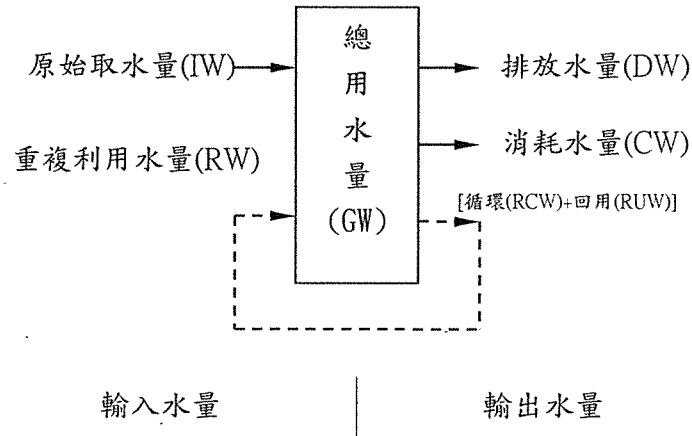 原始取水量(IW)
重複利用水量(RW)
總用水量(GW)
排放水量(DW)
消耗水量(CW)
[循環(RCW)+回用(RUW)]
輸入水量
輸出水量